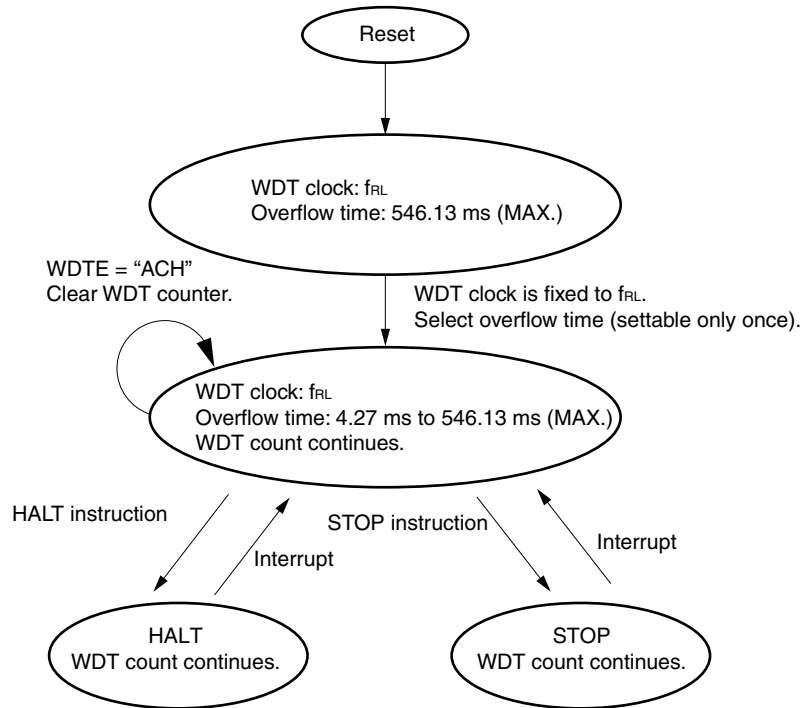 Reset
WDT clock: fRL
Overflow time: 546.13 ms (MAX.)
WDTE = “ACH”
Clear WDT counter.
WDT clock is fixed to fRL.
Select overflow time (settable only once).
WDT clock: fRL
Overflow time: 4.27 ms to 546.13 ms (MAX.)
WDT count continues.
HALT instruction
Interrupt
STOP instruction
Interrupt
HALT
WDT count continues.
STOP
WDT count continues.